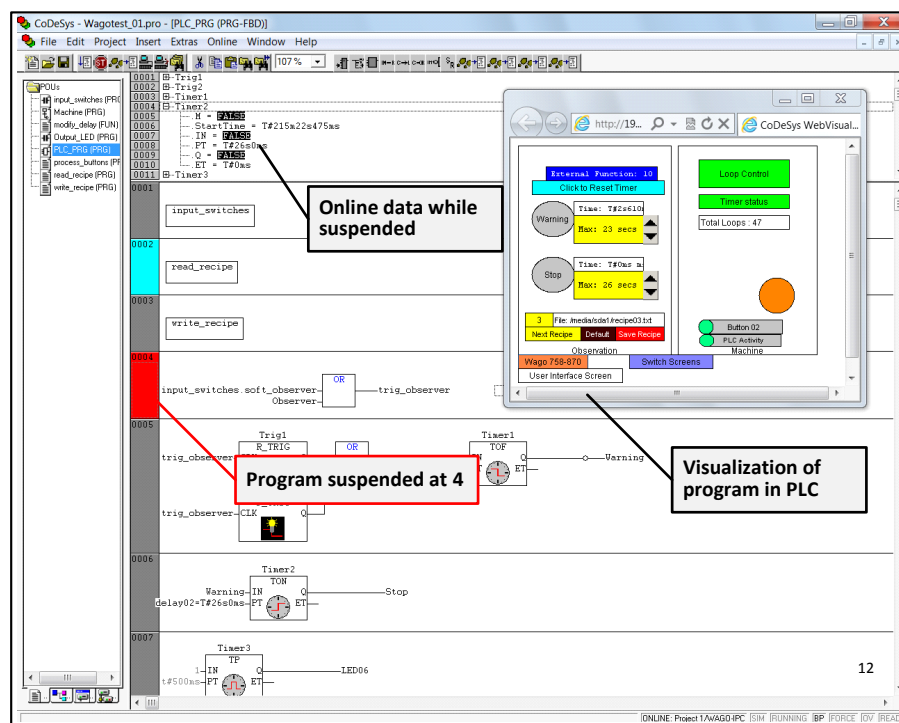 CoDeSys - Wagotest_01.pro - [PLC_PRG (PRG-FBD)]
File Edit Project Insert Extras Online Window Help
107 %
POUs
input_switches (PRG
Machine (PRG)
modify_delay (FUN)
Output_LED (PRG)
PLC_PRG (PRG)
process_buttons (PF
read_recipe (PRG)
write_recipe (PRG)
0001 Trig1
0002 Trig2
0003 Timer1
0004 Timer2
0005 .M = FALSE
0006 .StartTime = T#215m22s475ms
0007 .IN = FALSE
0008 .PT = T#26s0ms
0009 .Q = FALSE
0010 .ET = T#0ms
0011 Timer3
0001
input_switches
0002
read_recipe
0003
write_recipe
0004
OR
input_switches.soft_observer
trig_observer
Observer
0005
Trig1
R_TRIG
OR
trig_observer
Timer1
TOF
Q
ET
Warning
trig_observer
CLK Q
0006
Timer2
TON
Warning
IN Q
Stop
delay02=T#26s0ms
PT ET
0007
Timer3
TP
1
IN Q
LED06
t#500ms
PT ET
Online data while
suspended
Program suspended at 4
Visualization of
program in PLC
http://19...
CoDeSys WebVisual...
External Function: 10
Click to Reset Timer
Warning
Time: T#2s610
Max: 23 secs
Stop
Time: T#0ms m
Max: 26 secs
3 File: /media/sda1/recipe03.txt
Next Recipe Default Save Recipe
Observation
Loop Control
Timer status
Total Loops : 47
Button 02
PLC Activity
Machine
Wago 758-870
Switch Screens
User Interface Screen
12
ONLINE: Project 1/WAGO-IPC SIM RUNNING BP FORCE OV READ